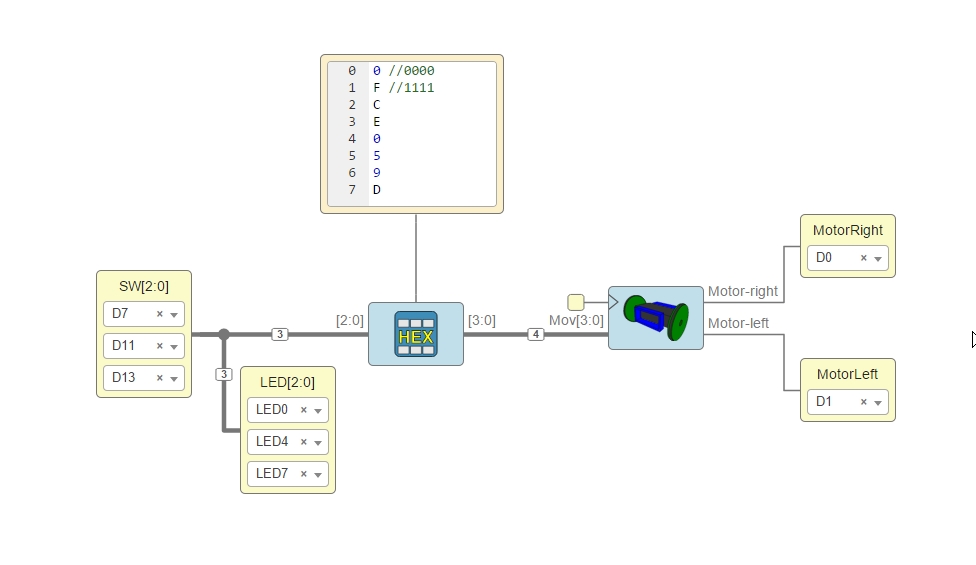 0 0 //0000
1 F //1111
2 C
3 E
4 0
5 5
6 9
7 D
SW[2:0]
D7 ×
D11 ×
D13 ×
3
3
LED[2:0]
LED0 ×
LED4 ×
LED7 ×
[2:0]
HEX
[3:0]
4
Mov[3:0]
Motor-right
Motor-left
MotorRight
D0 ×
MotorLeft
D1 ×